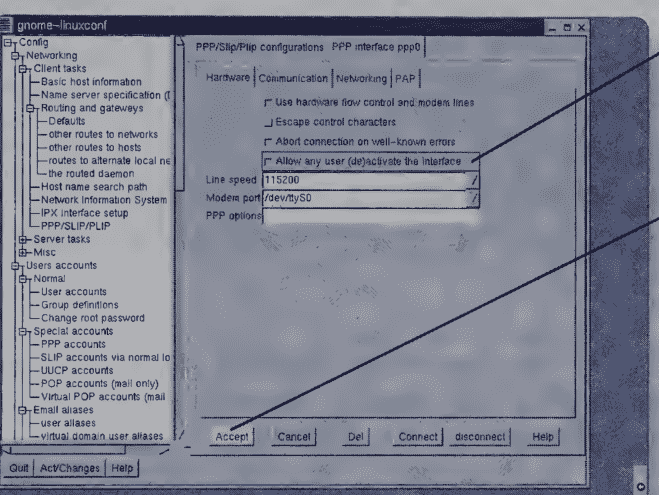 gnome-linuxconf
Config
Networking
Client tasks
Basic host information
Name server specification (
Routing and gateweys
Defaults
other routes to networks
other routes to hosts
routes to alternate local ne
the routed daemon
Host name search path
Network Information System
IPX interface setup
PPP/SLIP/PLIP
Server tasks
Misc
Users accounts
Normal
User accounts
Group definitions
Change root password
Special accounts
PPP accounts
SLIP accounts via normal lo
UUCP accounts
POP accounts (mail only)
Virtual POP accounts (mail
Email aliases
user aliases
virtual domain user aliases
PPP/Slip/Plip configurations PPP interface ppp0
Hardware Communication Networking PAP
Use hardware flow control and modem lines
Escape control characters
Abort connection on well-known errors
Allow any user (de)activate the interface
Line speed 115200
Modem port /dev/ttyS0
PPP options
Accept Cancel Del Connect disconnect Help
Quit Act/Changes Help